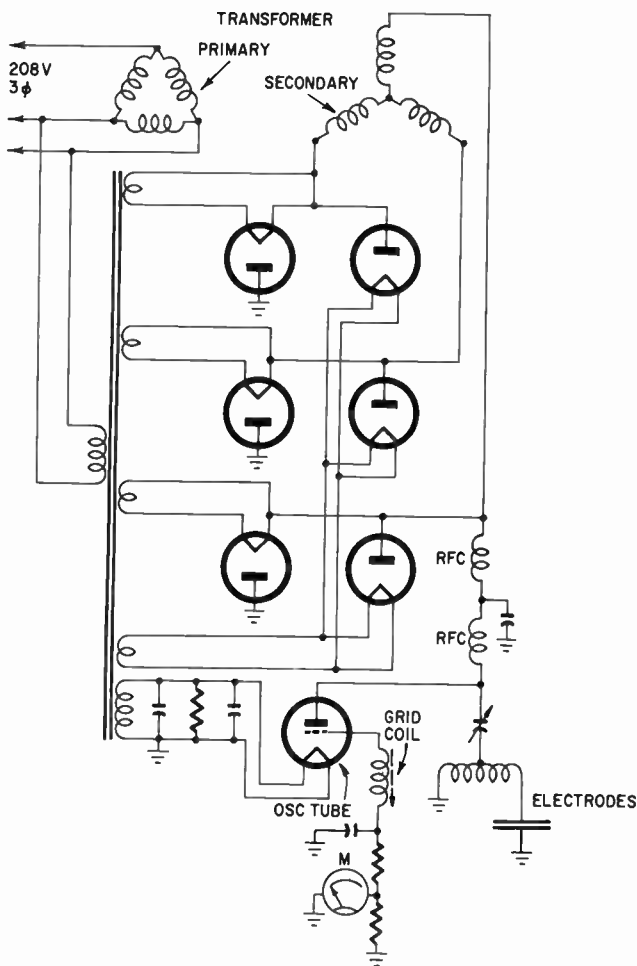 TRANSFORMER
PRIMARY
208V
3ϕ
SECONDARY
RFC
RFC
GRID
COIL
OSC TUBE
ELECTRODES
M